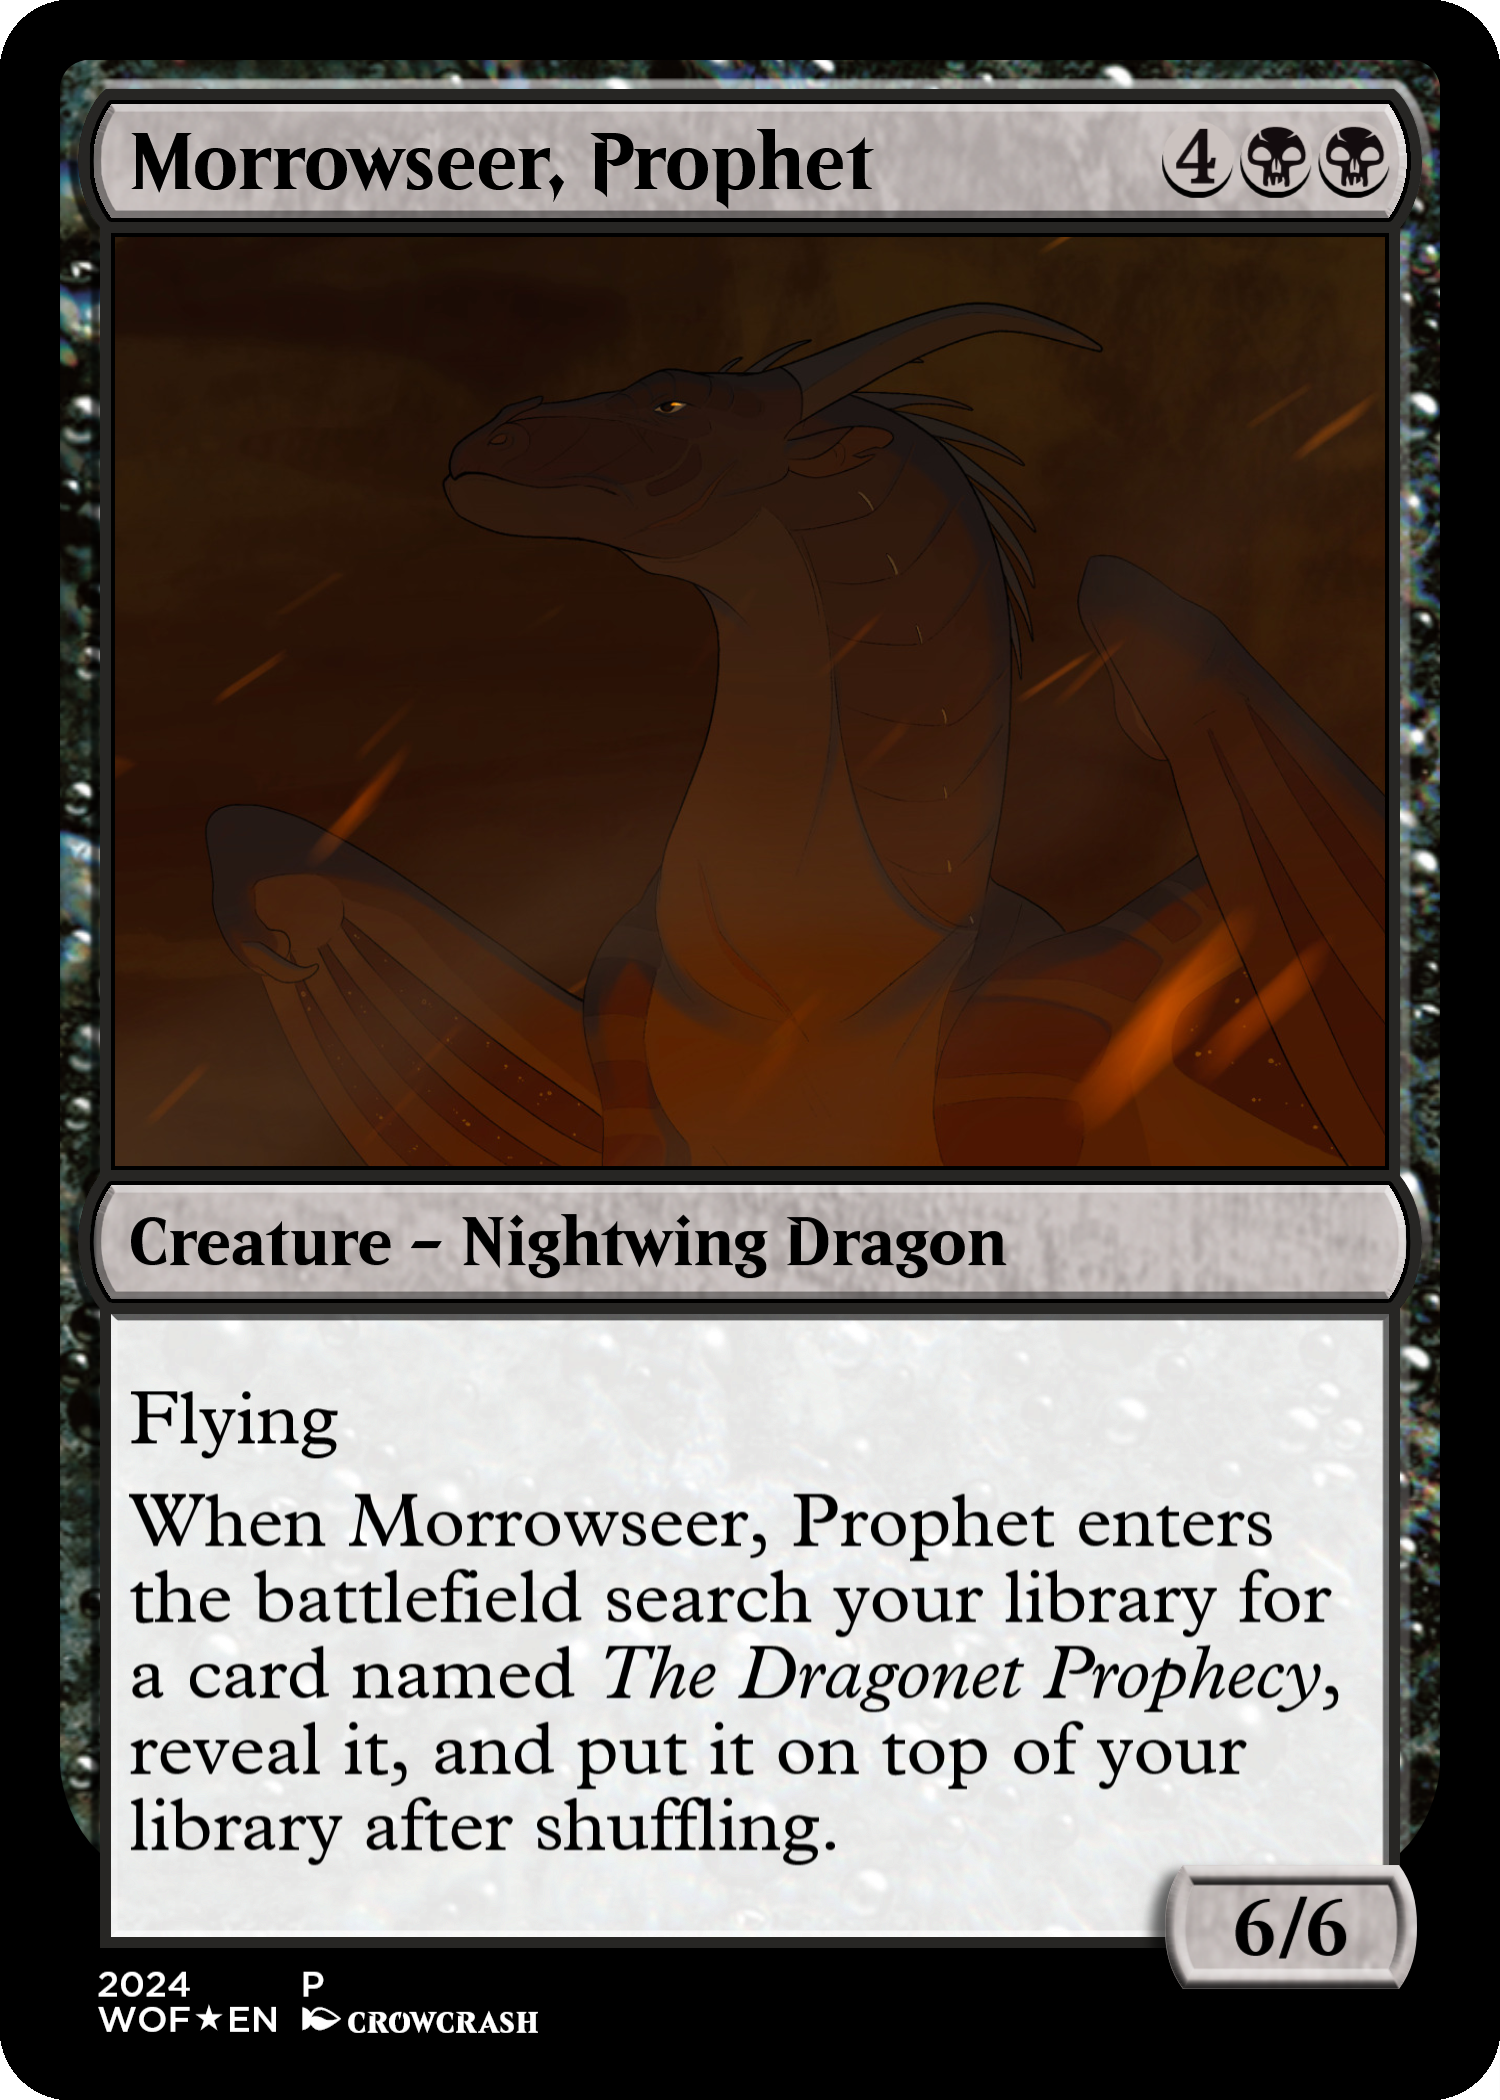 Morrowseer, Prophet 4
Creature – Nightwing Dragon
Flying
When Morrowseer, Prophet enters
the battlefield search your library for
a card named The Dragonet Prophecy,
reveal it, and put it on top of your
library after shuffling.
6/6
2024 P
WOF★EN CROWCRASH